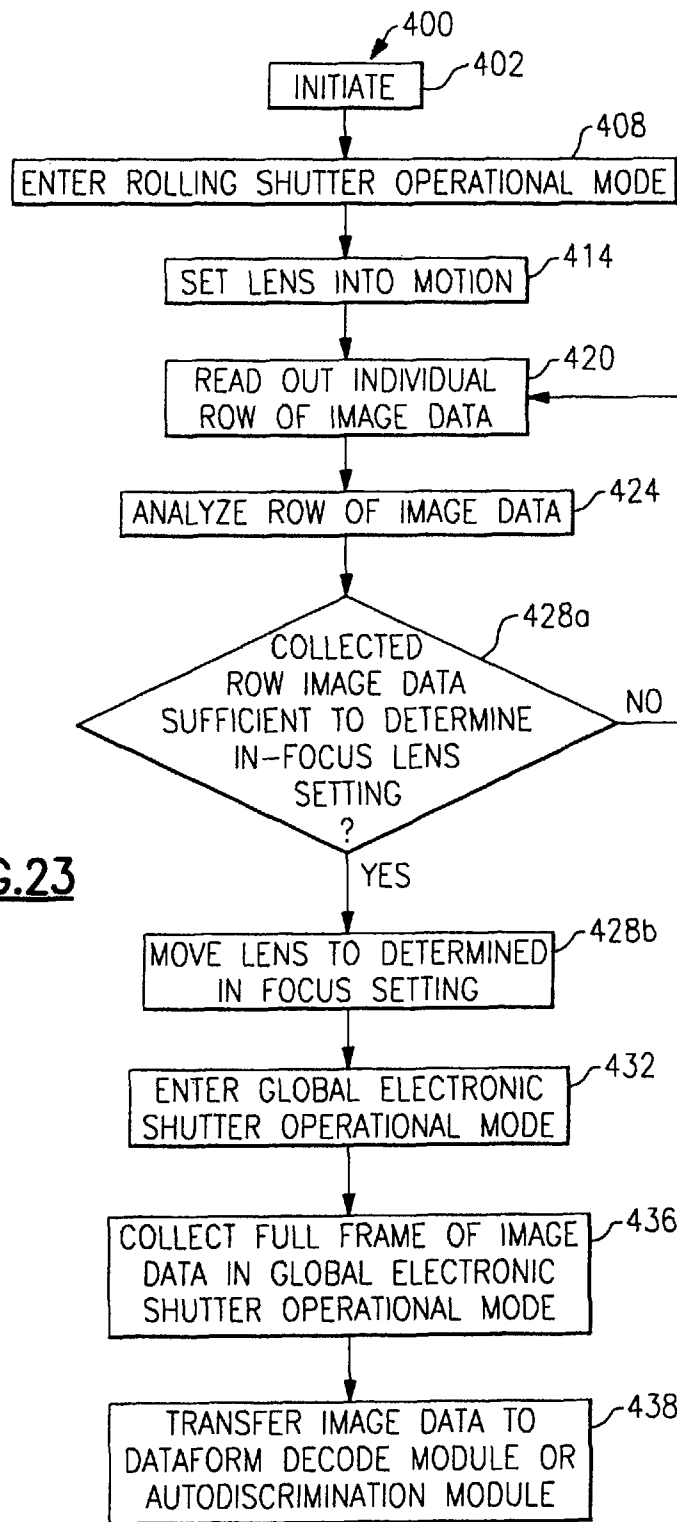 400
INITIATE
402
408
ENTER ROLLING SHUTTER OPERATIONAL MODE
SET LENS INTO MOTION
414
READ OUT INDIVIDUAL
ROW OF IMAGE DATA
420
ANALYZE ROW OF IMAGE DATA
424
428a
COLLECTED
ROW IMAGE DATA
SUFFICIENT TO DETERMINE
IN-FOCUS LENS
SETTING
?
NO
YES
G.23
MOVE LENS TO DETERMINED
IN FOCUS SETTING
428b
ENTER GLOBAL ELECTRONIC
SHUTTER OPERATIONAL MODE
432
COLLECT FULL FRAME OF IMAGE
DATA IN GLOBAL ELECTRONIC
SHUTTER OPERATIONAL MODE
436
TRANSFER IMAGE DATA TO
DATAFORM DECODE MODULE OR
AUTODISCRIMINATION MODULE
438